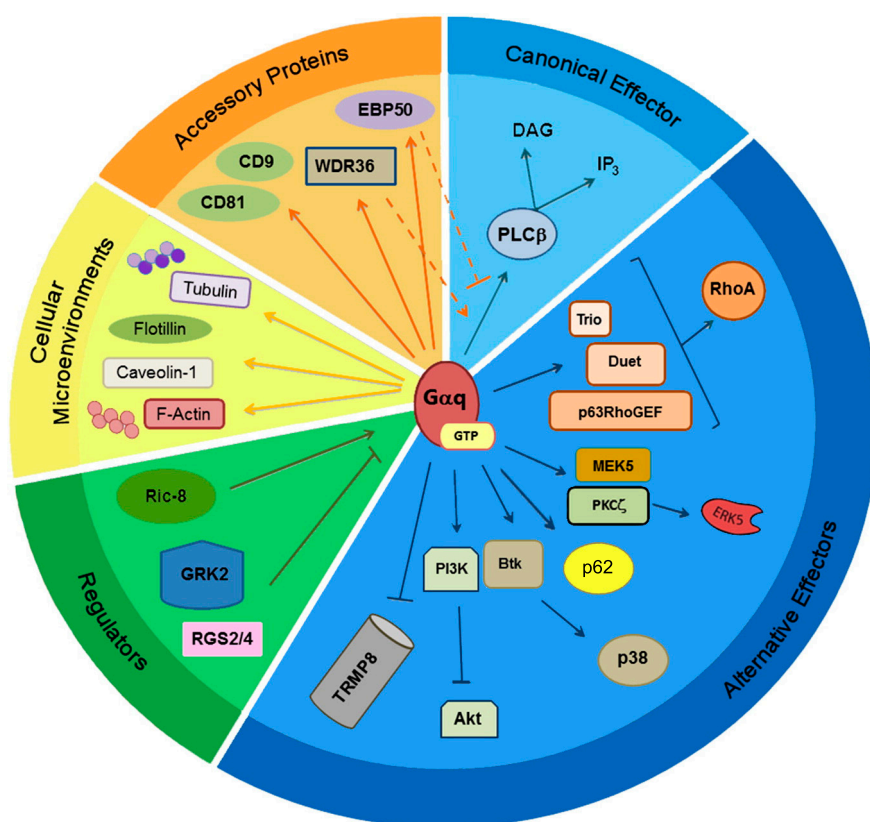 Accessory Proteins
EBP50
CD9
WDR36
CD81
Canonical Effector
DAG
IP3
PLCβ
Cellular
Microenvironments
Tubulin
Flotillin
Caveolin-1
F-Actin
Gαq
GTP
Regulators
Ric-8
GRK2
RGS2/4
Alternative Effectors
RhoA
Trio
Duet
p63RhoGEF
MEK5
PKCζ
ERK5
PI3K
Btk
p62
p38
TRMP8
Akt